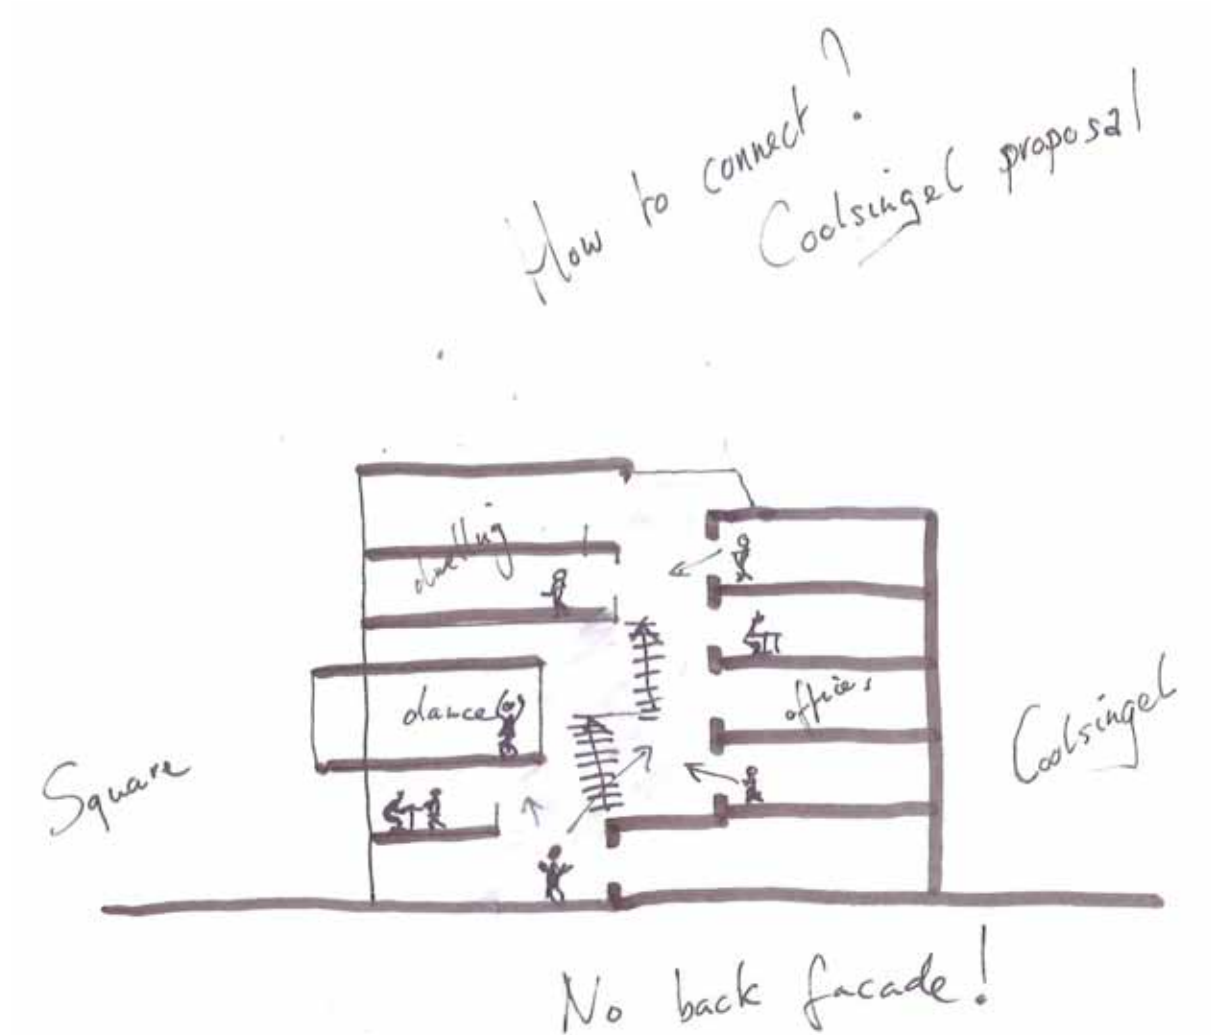 How to connect?
Coolsingel proposal
dwelling
dance
offices
Square
Coolsingel
No back facade!